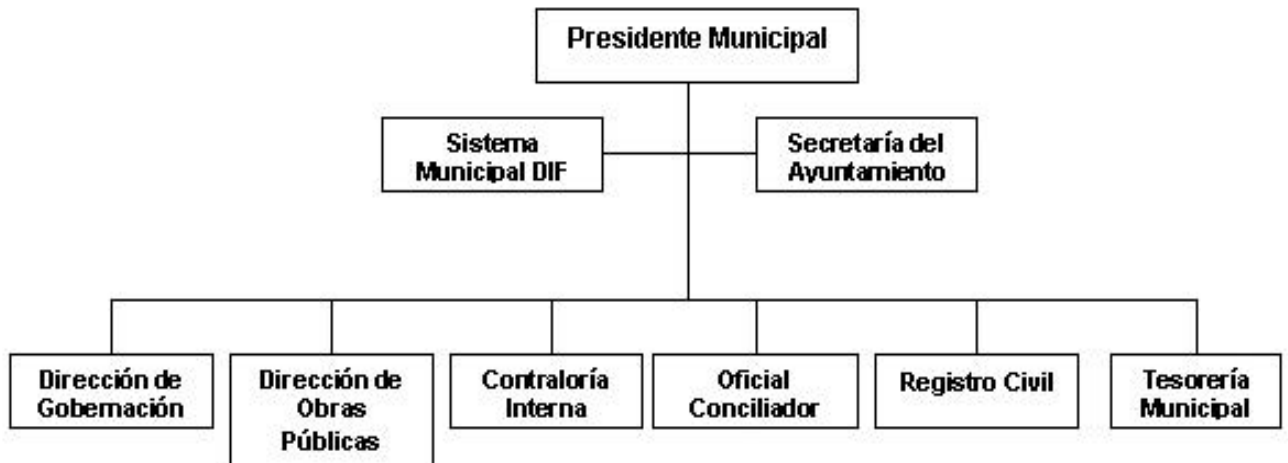 Presidente Municipal
Sistema
Municipal DIF
Secretaría del
Ayuntamiento
Dirección de
Gobernación
Dirección de
Obras
Públicas
Contraloría
Interna
Oficial
Conciliador
Registro Civil
Tesorería
Municipal